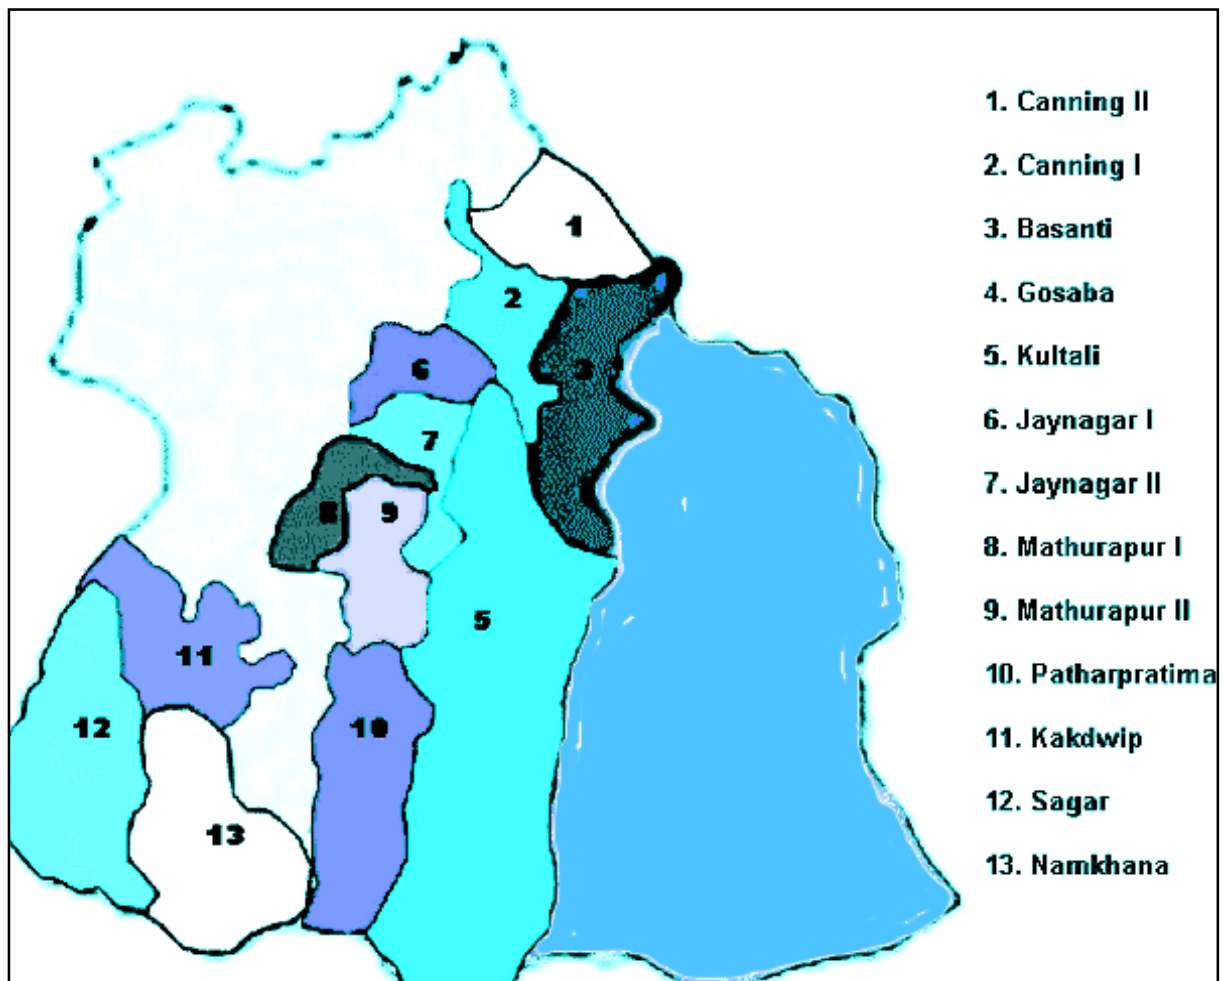 1
2
3
6
7
8
9
5
11
10
12
13
1. Canning II
2. Canning I
3. Basanti
4. Gosaba
5. Kultali
6. Jaynagar I
7. Jaynagar II
8. Mathurapur I
9. Mathurapur II
10. Patharpratima
11. Kakdwip
12. Sagar
13. Namkhana